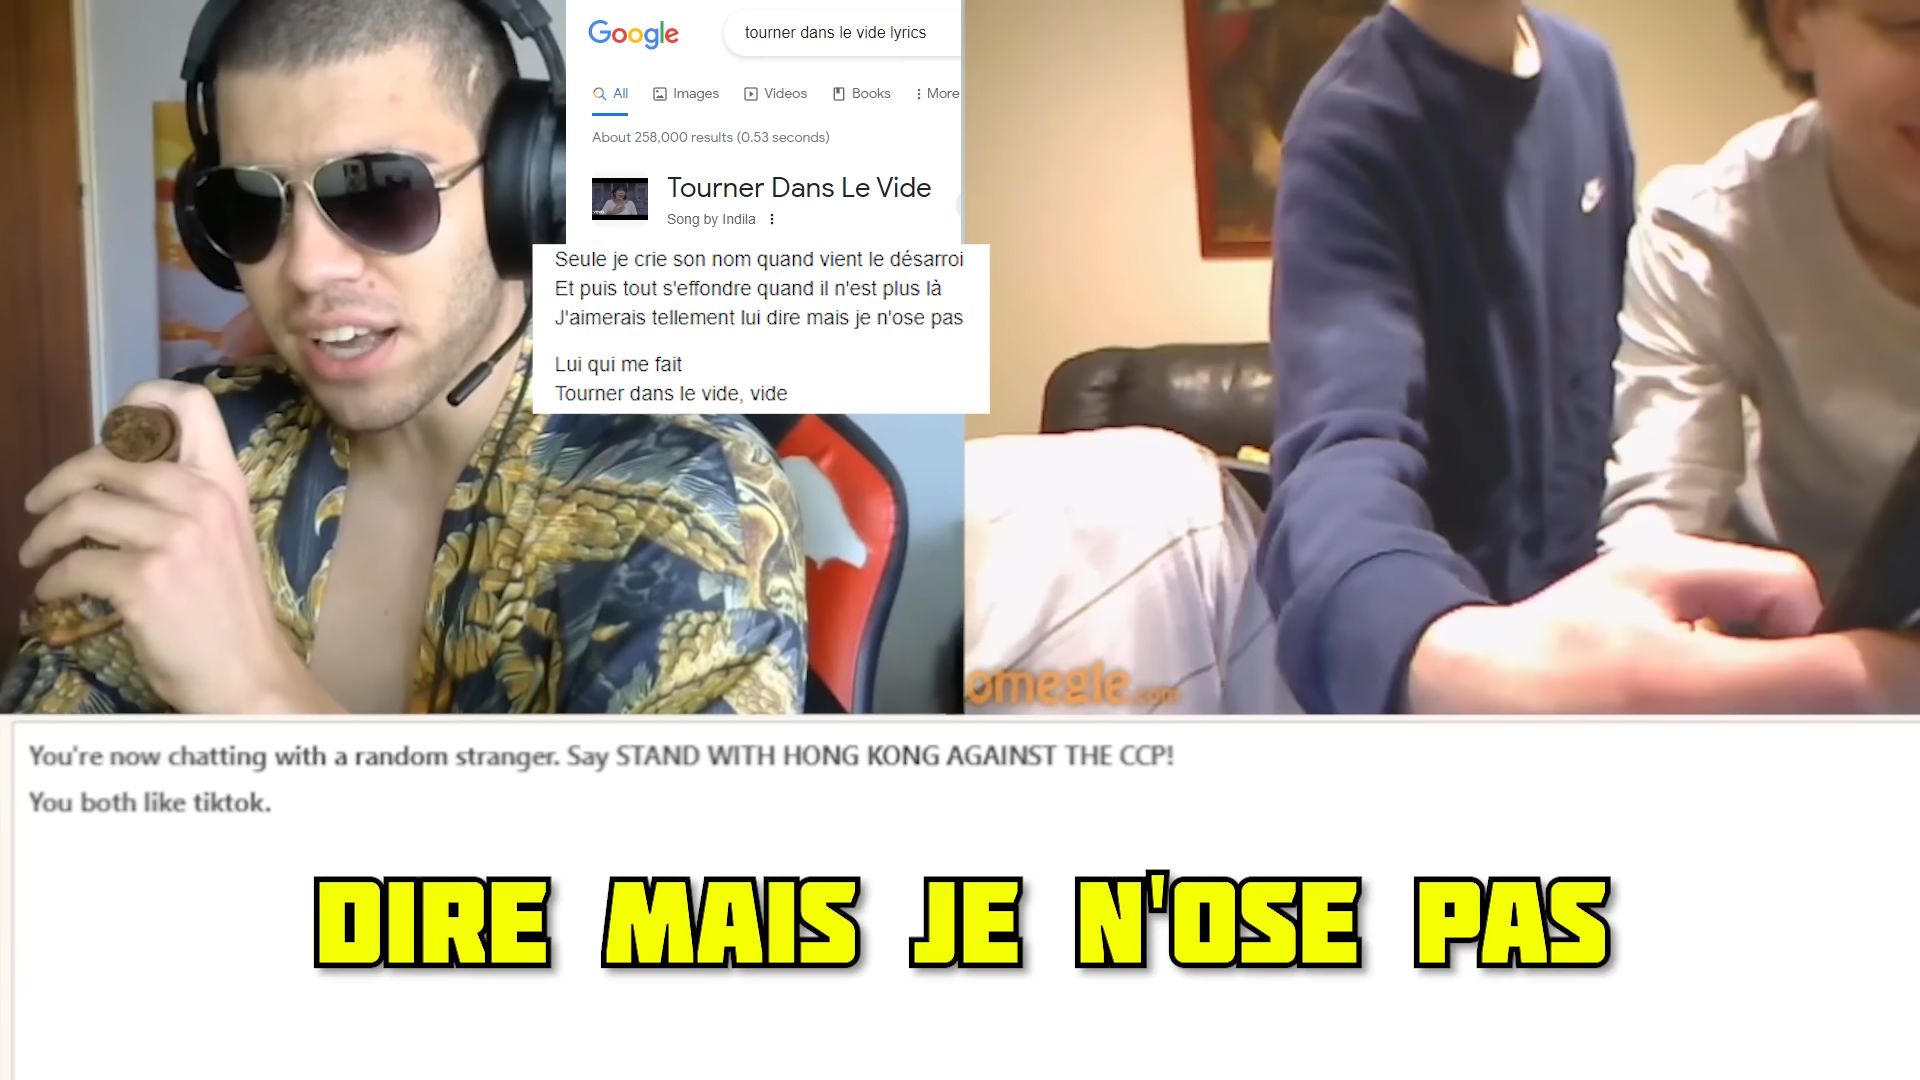 Google
tourner dans le vide lyrics
All Images Videos Books More
About 258,000 results (0.53 seconds)
Tourner Dans Le Vide
Song by Indila
Seule je crie son nom quand vient le désarroi
Et puis tout s'effondre quand il n'est plus là
J'aimerais tellement lui dire mais je n'ose pas
Lui qui me fait
Tourner dans le vide, vide
omegle.com
You're now chatting with a random stranger. Say STAND WITH HONG KONG AGAINST THE CCP!
You both like tiktok.
DIRE MAIS JE N'OSE PAS